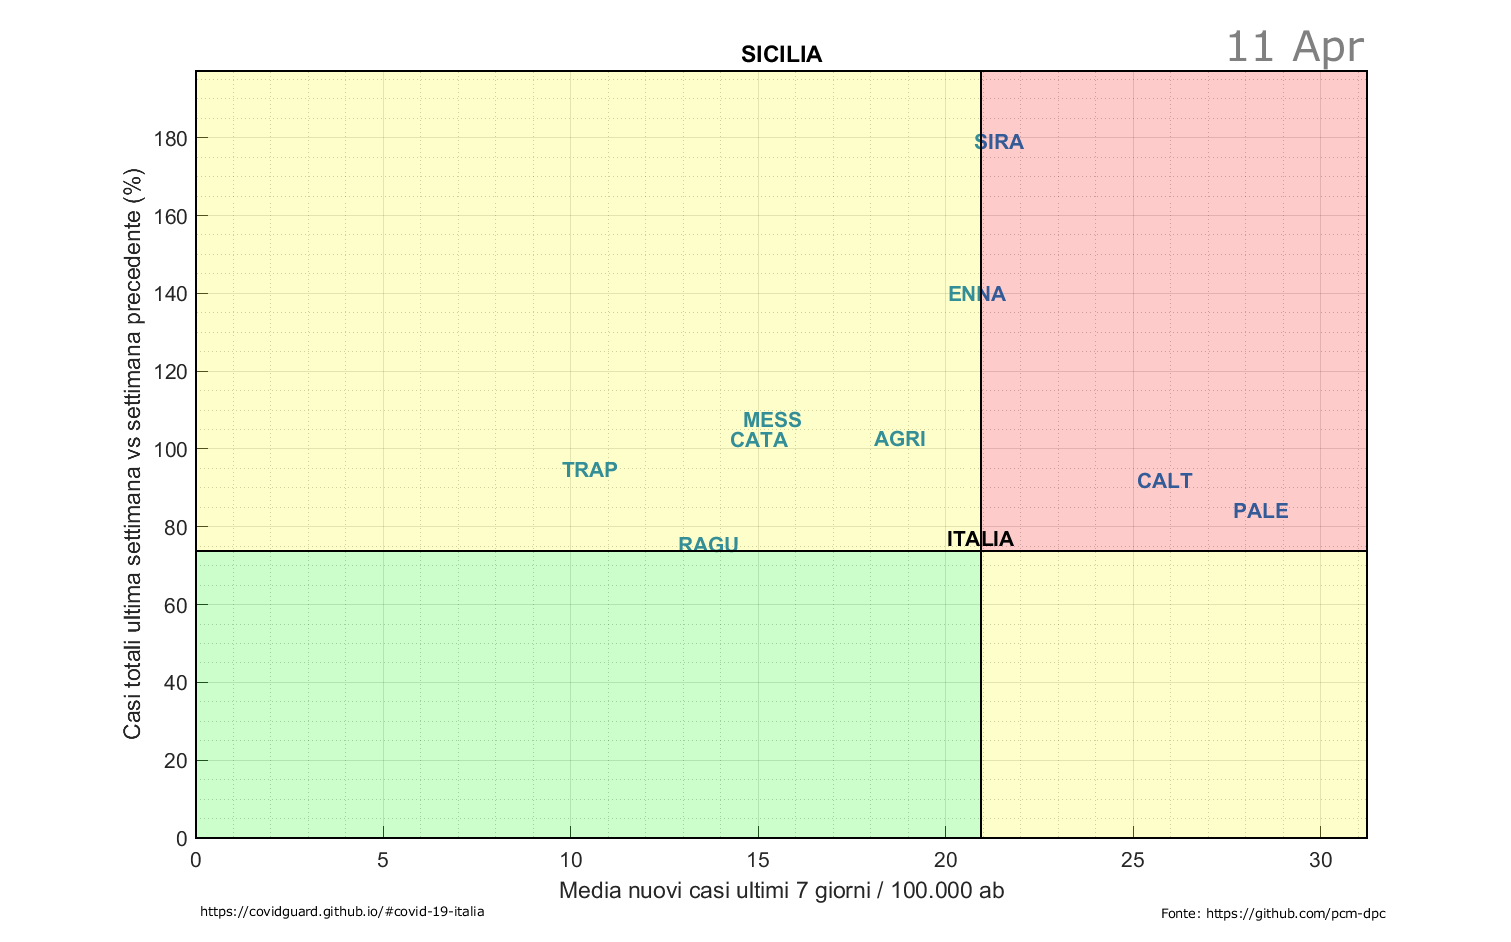 11 Apr
SICILIA
Casi totali ultima settimana vs settimana precedente (%)
180
160
140
120
100
80
60
40
20
0
SIRA
ENNA
MESS
CATA
AGRI
TRAP
CALT
PALE
ITALIA
RAGU
0 5 10 15 20 25 30
Media nuovi casi ultimi 7 giorni / 100.000 ab
https://covidguard.github.io/#covid-19-italia
Fonte: https://github.com/pcm-dpc